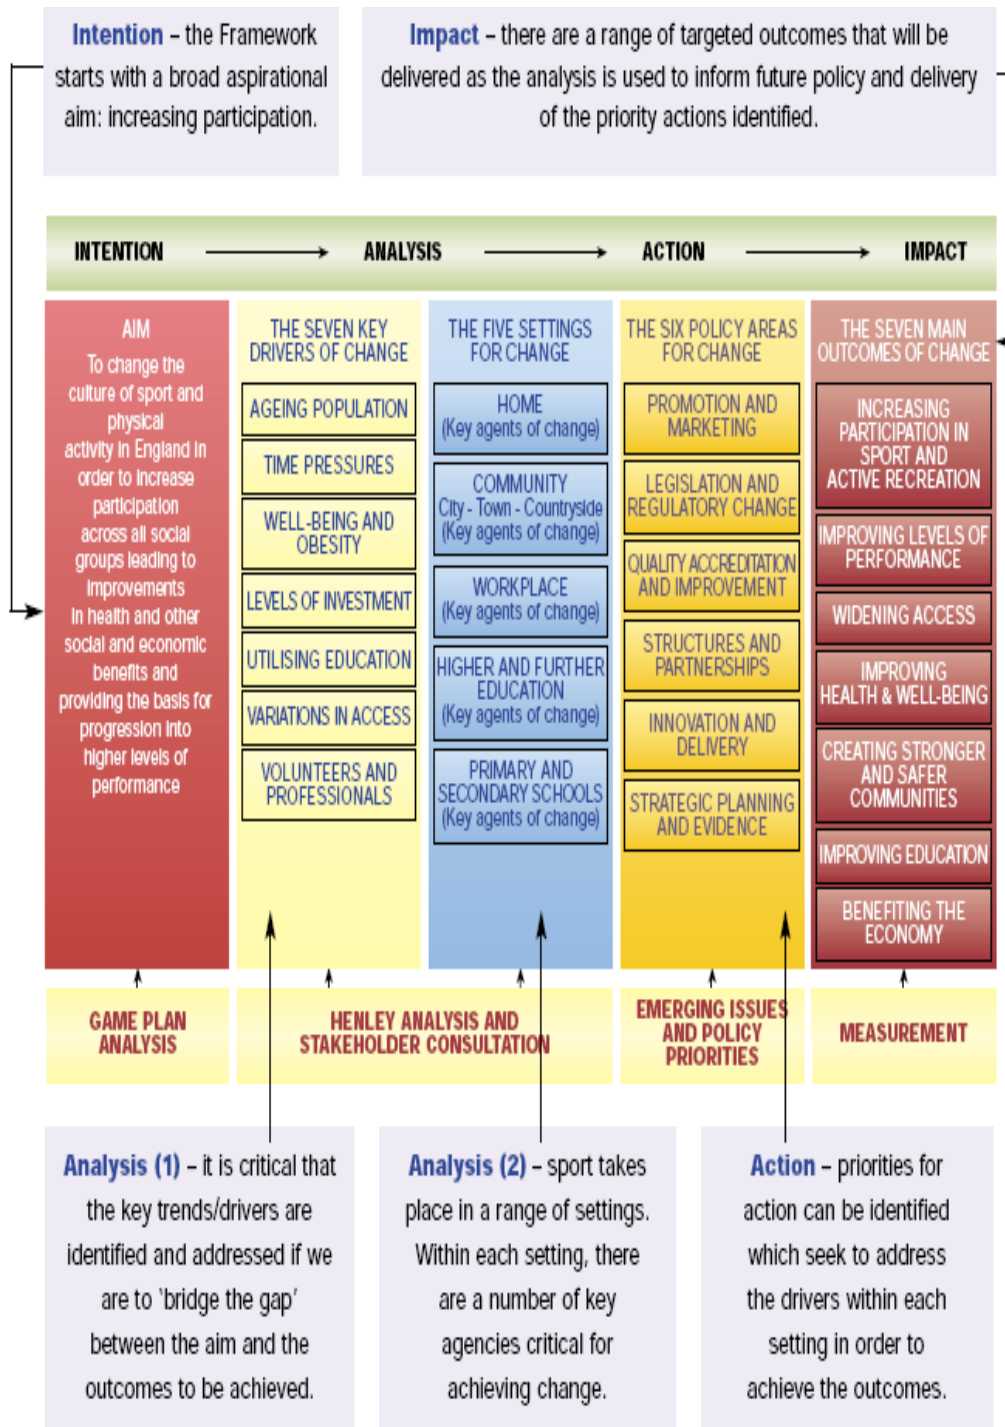 Intention – the Framework
starts with a broad aspirational
aim: increasing participation.
Impact – there are a range of targeted outcomes that will be
delivered as the analysis is used to inform future policy and delivery
of the priority actions identified.
INTENTION
ANALYSIS
ACTION
IMPACT
AIM
To change the
culture of sport and
physical
activity in England in
order to increase
participation
across all social
groups leading to
improvements
in health and other
social and economic
benefits and
providing the basis for
progression into
higher levels of
performance
THE SEVEN KEY
DRIVERS OF CHANGE
AGEING POPULATION
TIME PRESSURES
WELL-BEING AND
OBESITY
LEVELS OF INVESTMENT
UTILISING EDUCATION
VARIATIONS IN ACCESS
VOLUNTEERS AND
PROFESSIONALS
THE FIVE SETTINGS
FOR CHANGE
HOME
(Key agents of change)
COMMUNITY
City - Town - Countryside
(Key agents of change)
WORKPLACE
(Key agents of change)
HIGHER AND FURTHER
EDUCATION
(Key agents of change)
PRIMARY AND
SECONDARY SCHOOLS
(Key agents of change)
THE SIX POLICY AREAS
FOR CHANGE
PROMOTION AND
MARKETING
LEGISLATION AND
REGULATORY CHANGE
QUALITY ACCREDITATION
AND IMPROVEMENT
STRUCTURES AND
PARTNERSHIPS
INNOVATION AND
DELIVERY
STRATEGIC PLANNING
AND EVIDENCE
THE SEVEN MAIN
OUTCOMES OF CHANGE
INCREASING
PARTICIPATION IN
SPORT AND
ACTIVE RECREATION
IMPROVING LEVELS OF
PERFORMANCE
WIDENING ACCESS
IMPROVING
HEALTH & WELL-BEING
CREATING STRONGER
AND SAFER
COMMUNITIES
IMPROVING EDUCATION
BENEFITING THE
ECONOMY
GAME PLAN
ANALYSIS
HENLEY ANALYSIS AND
STAKEHOLDER CONSULTATION
EMERGING ISSUES
AND POLICY
PRIORITIES
MEASUREMENT
Analysis (1) – it is critical that
the key trends/drivers are
identified and addressed if we
are to 'bridge the gap'
between the aim and the
outcomes to be achieved.
Analysis (2) – sport takes
place in a range of settings.
Within each setting, there
are a number of key
agencies critical for
achieving change.
Action – priorities for
action can be identified
which seek to address
the drivers within each
setting in order to
achieve the outcomes.